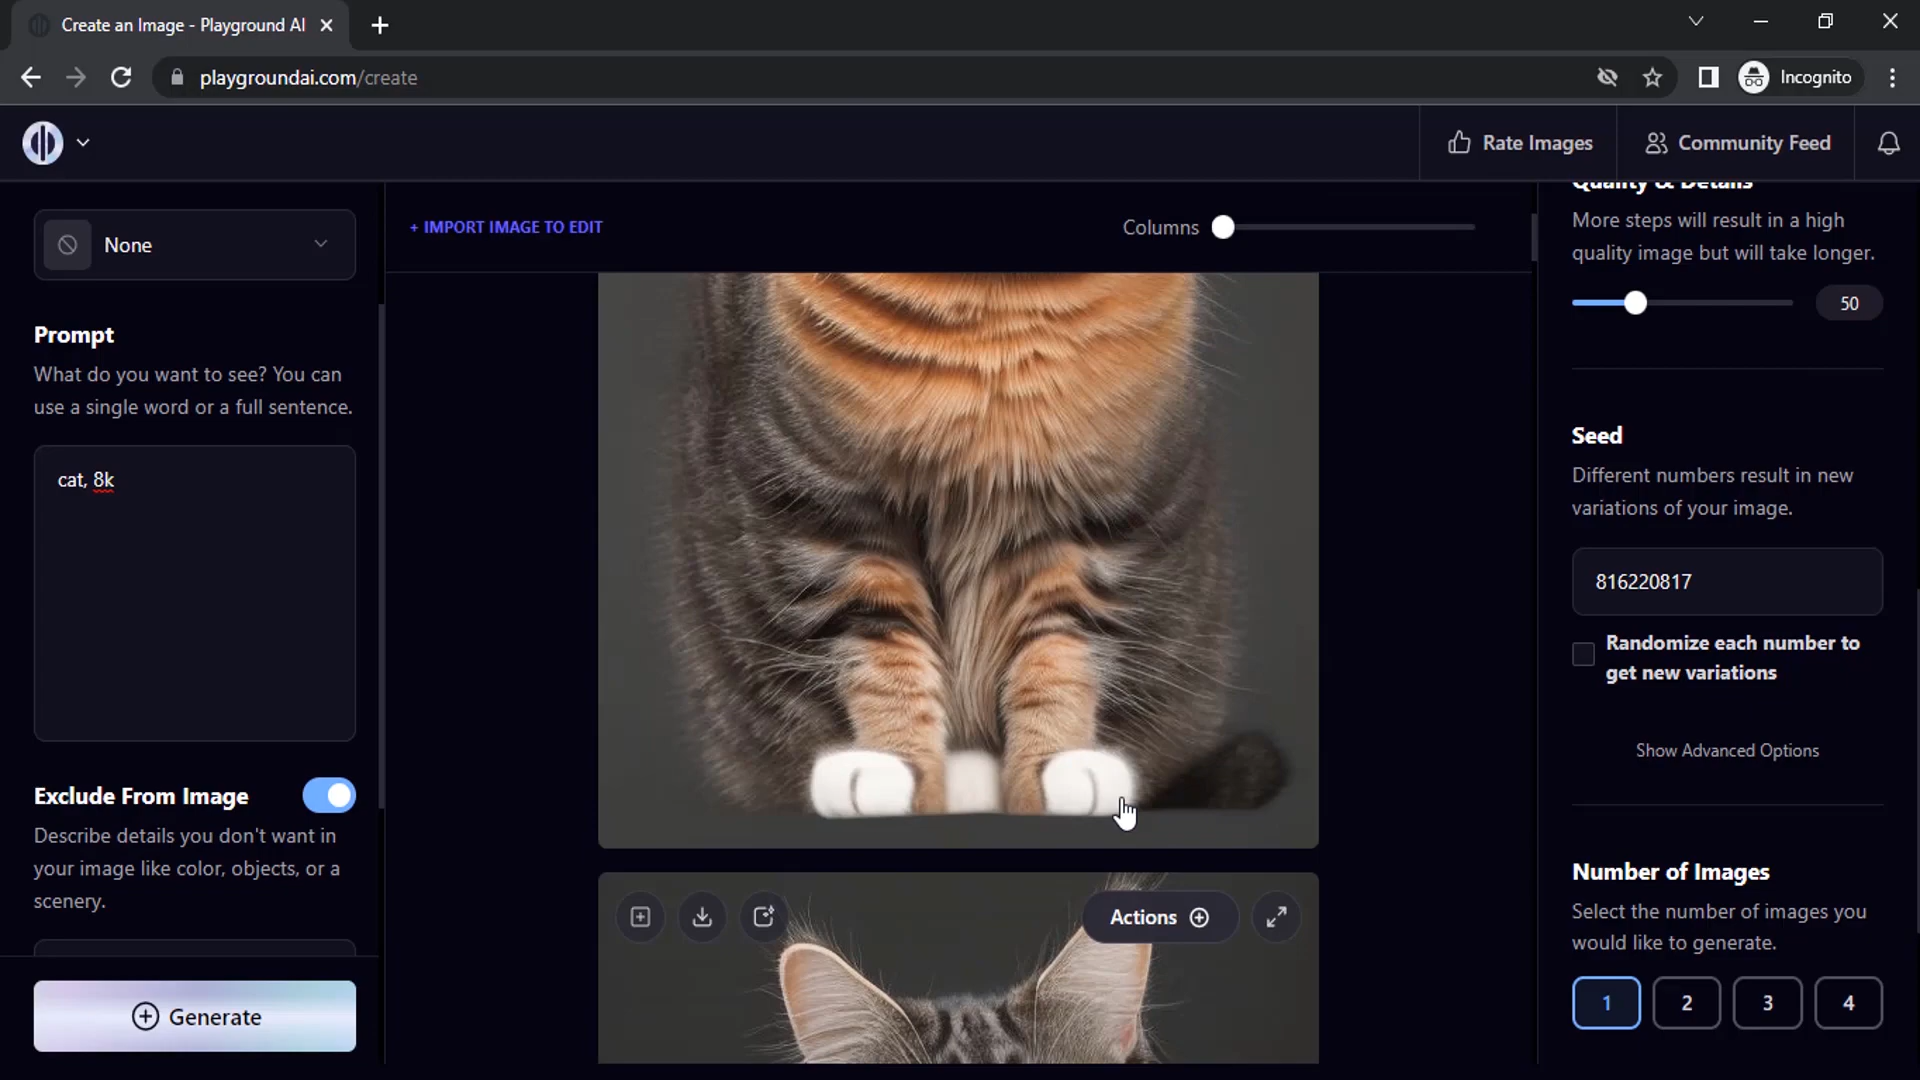 Create an Image - Playground AI
playgroundai.com/create
Incognito
Rate Images
Community Feed
None
Prompt
What do you want to see? You can
use a single word or a full sentence.
cat, 8k
Exclude From Image
Describe details you don't want in
your image like color, objects, or a
scenery.
Generate
+ IMPORT IMAGE TO EDIT
Columns
Actions
Quality & Details
More steps will result in a high
quality image but will take longer.
50
Seed
Different numbers result in new
variations of your image.
816220817
Randomize each number to
get new variations
Show Advanced Options
Number of Images
Select the number of images you
would like to generate.
1
2
3
4